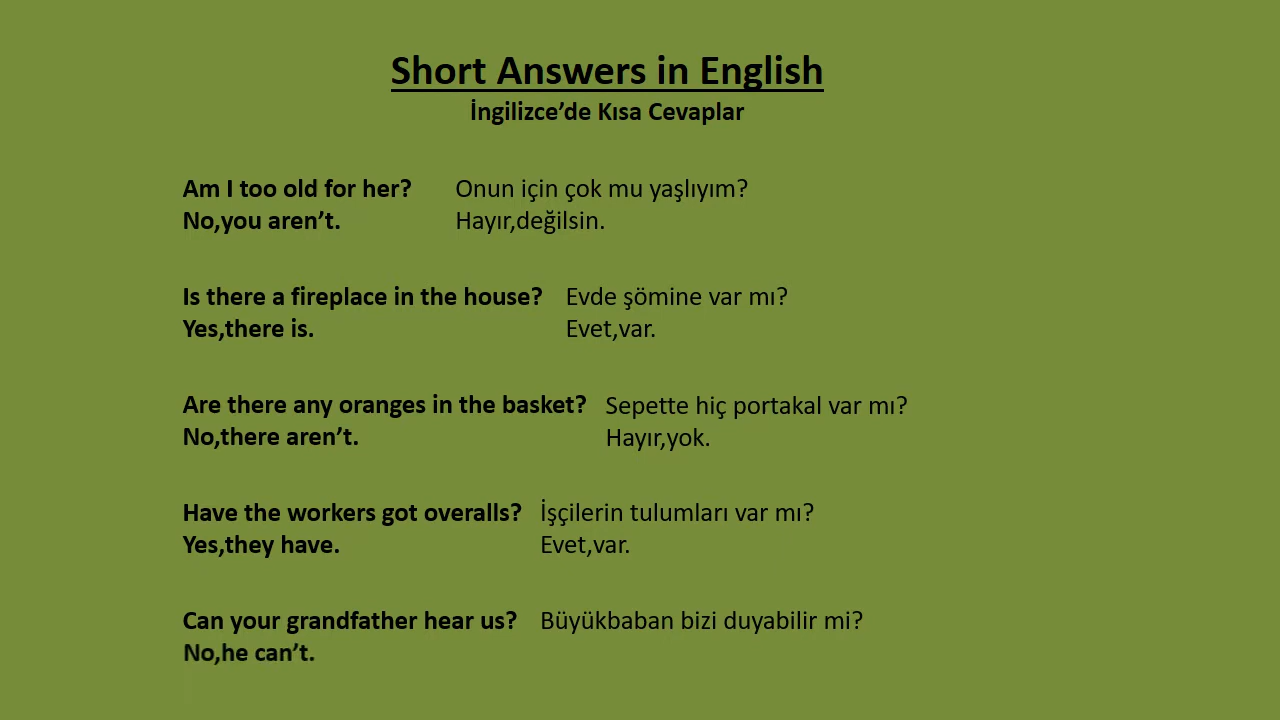 Short Answers in English
İngilizce’de Kısa Cevaplar
Am I too old for her? Onun için çok mu yaşlıyım?
No,you aren’t. Hayır,değilsin.
Is there a fireplace in the house? Evde şömine var mı?
Yes,there is. Evet,var.
Are there any oranges in the basket? Sepette hiç portakal var mı?
No,there aren’t. Hayır,yok.
Have the workers got overalls? İşçilerin tulumları var mı?
Yes,they have. Evet,var.
Can your grandfather hear us? Büyükbaban bizi duyabilir mi?
No,he can’t.